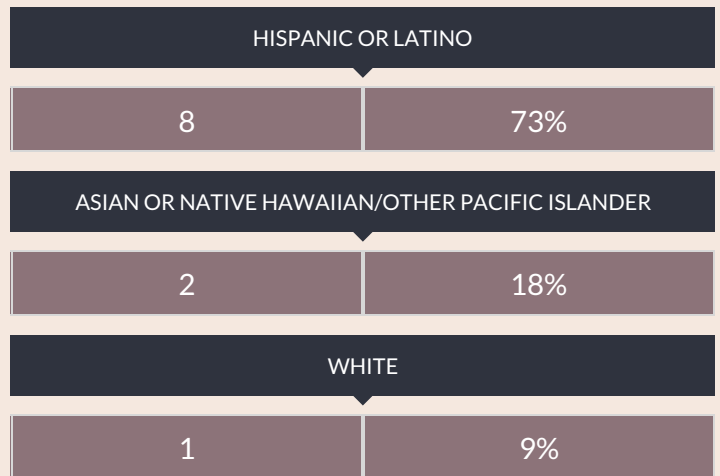 HISPANIC OR LATINO
8 73%
ASIAN OR NATIVE HAWAIIAN/OTHER PACIFIC ISLANDER
2 18%
WHITE
1 9%